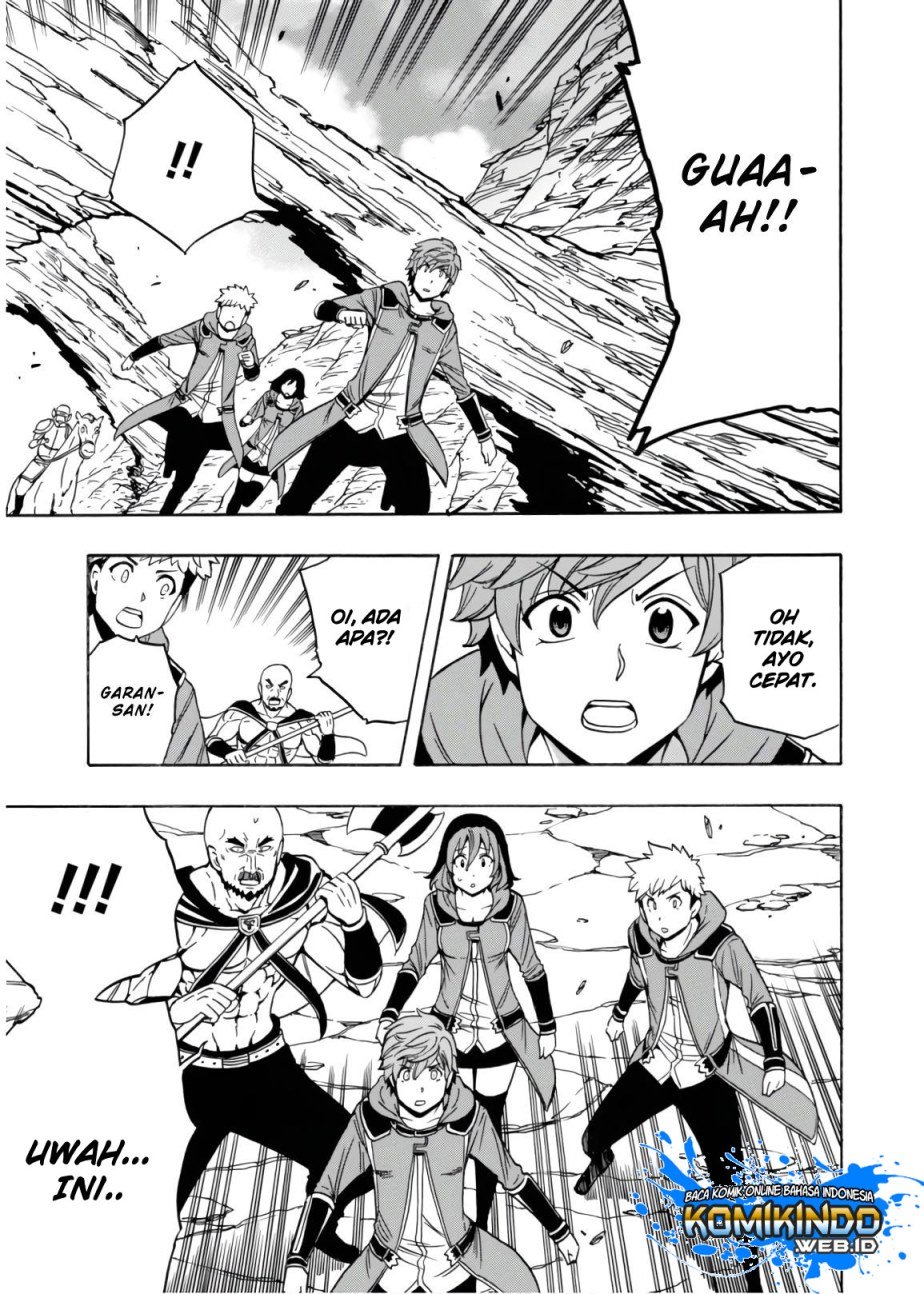 GUAA-
AH!!
!!
OH
TIDAK,
AYO
CEPAT.
OI, ADA
APA?!
GARAN-
SAN!
!!!
UWAH...
INI..
BACA KOMIK ONLINE BAHASA INDONESIA
KOMIKINDO
WEB.ID